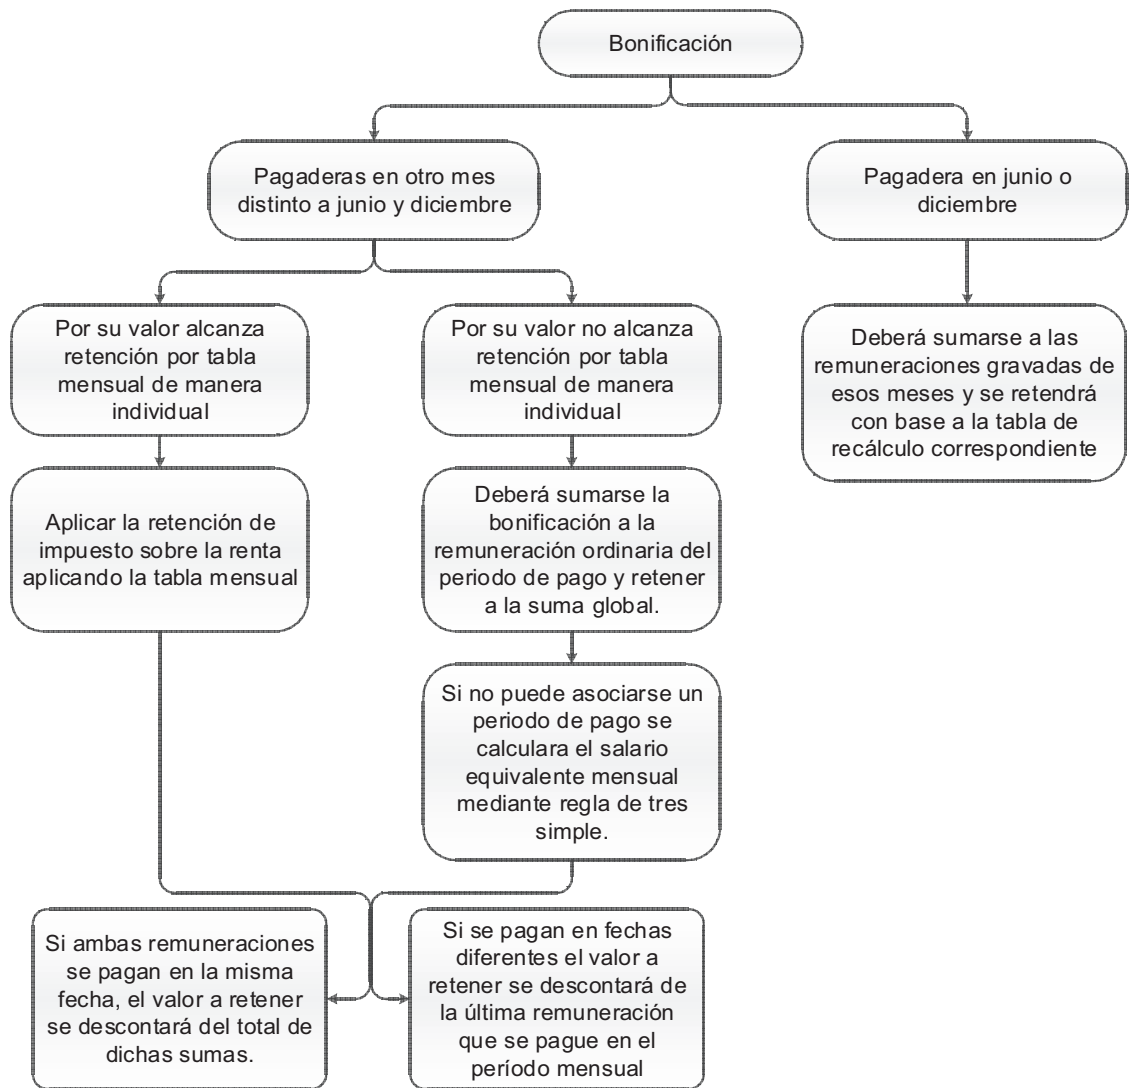 Bonificación
Pagaderas en otro mes
distinto a junio y diciembre
Pagadera en junio o
diciembre
Por su valor alcanza
retención por tabla
mensual de manera
individual
Por su valor no alcanza
retención por tabla
mensual de manera
individual
Deberá sumarse a las
remuneraciones gravadas de
esos meses y se retendrá
con base a la tabla de
recálculo correspondiente
Aplicar la retención de
impuesto sobre la renta
aplicando la tabla mensual
Deberá sumarse la
bonificación a la
remuneración ordinaria del
periodo de pago y retener
a la suma global.
Si no puede asociarse un
periodo de pago se
calculara el salario
equivalente mensual
mediante regla de tres
simple.
Si ambas remuneraciones
se pagan en la misma
fecha, el valor a retener
se descontará del total de
dichas sumas.
Si se pagan en fechas
diferentes el valor a
retener se descontará de
la última remuneración
que se pague en el
período mensual